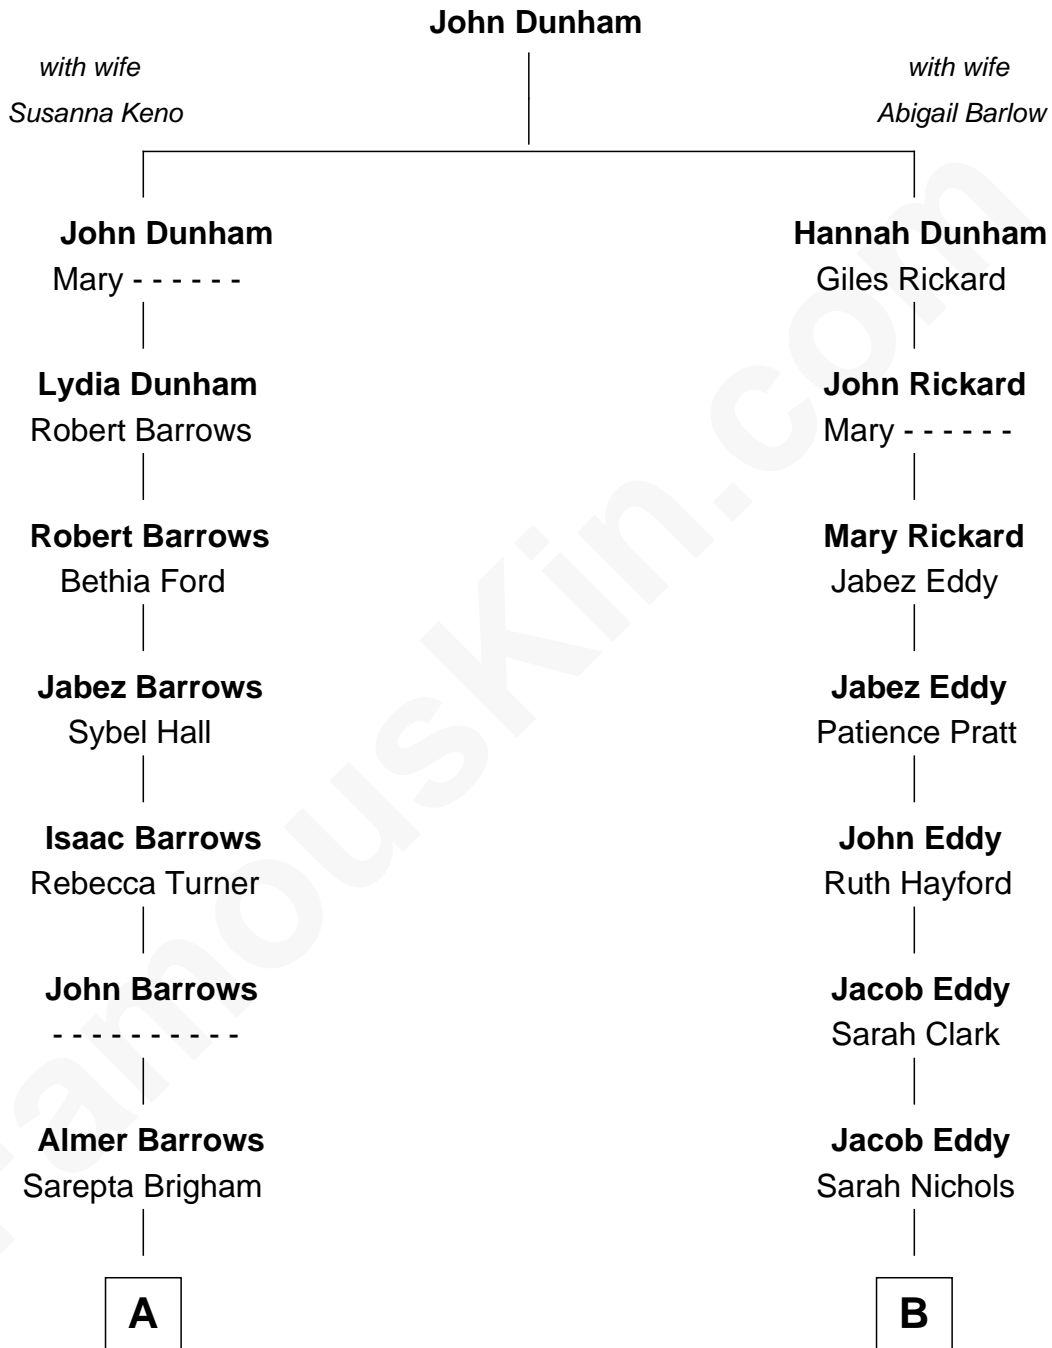 John Dunham
with wife
Susanna Keno
with wife
Abigail Barlow
John Dunham
Mary - - - - - -
Hannah Dunham
Giles Rickard
Lydia Dunham
Robert Barrows
John Rickard
Mary - - - - - -
Robert Barrows
Bethia Ford
Mary Rickard
Jabez Eddy
Jabez Barrows
Sybel Hall
Jabez Eddy
Patience Pratt
Isaac Barrows
Rebecca Turner
John Eddy
Ruth Hayford
John Barrows
- - - - - - - - - -
Jacob Eddy
Sarah Clark
Almer Barrows
Sarepta Brigham
Jacob Eddy
Sarah Nichols
A
B
FamousKin.com